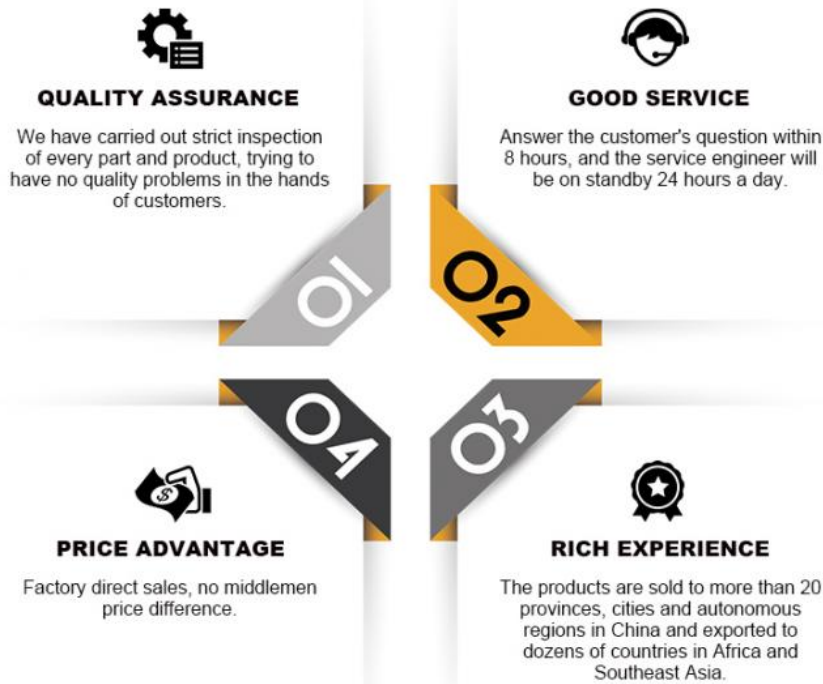 QUALITY ASSURANCE
We have carried out strict inspection
of every part and product, trying to
have no quality problems in the hands
of customers.
01
GOOD SERVICE
Answer the customer's question within
8 hours, and the service engineer will
be on standby 24 hours a day.
02
03
RICH EXPERIENCE
The products are sold to more than 20
provinces, cities and autonomous
regions in China and exported to
dozens of countries in Africa and
Southeast Asia.
04
$
PRICE ADVANTAGE
Factory direct sales, no middlemen
price difference.